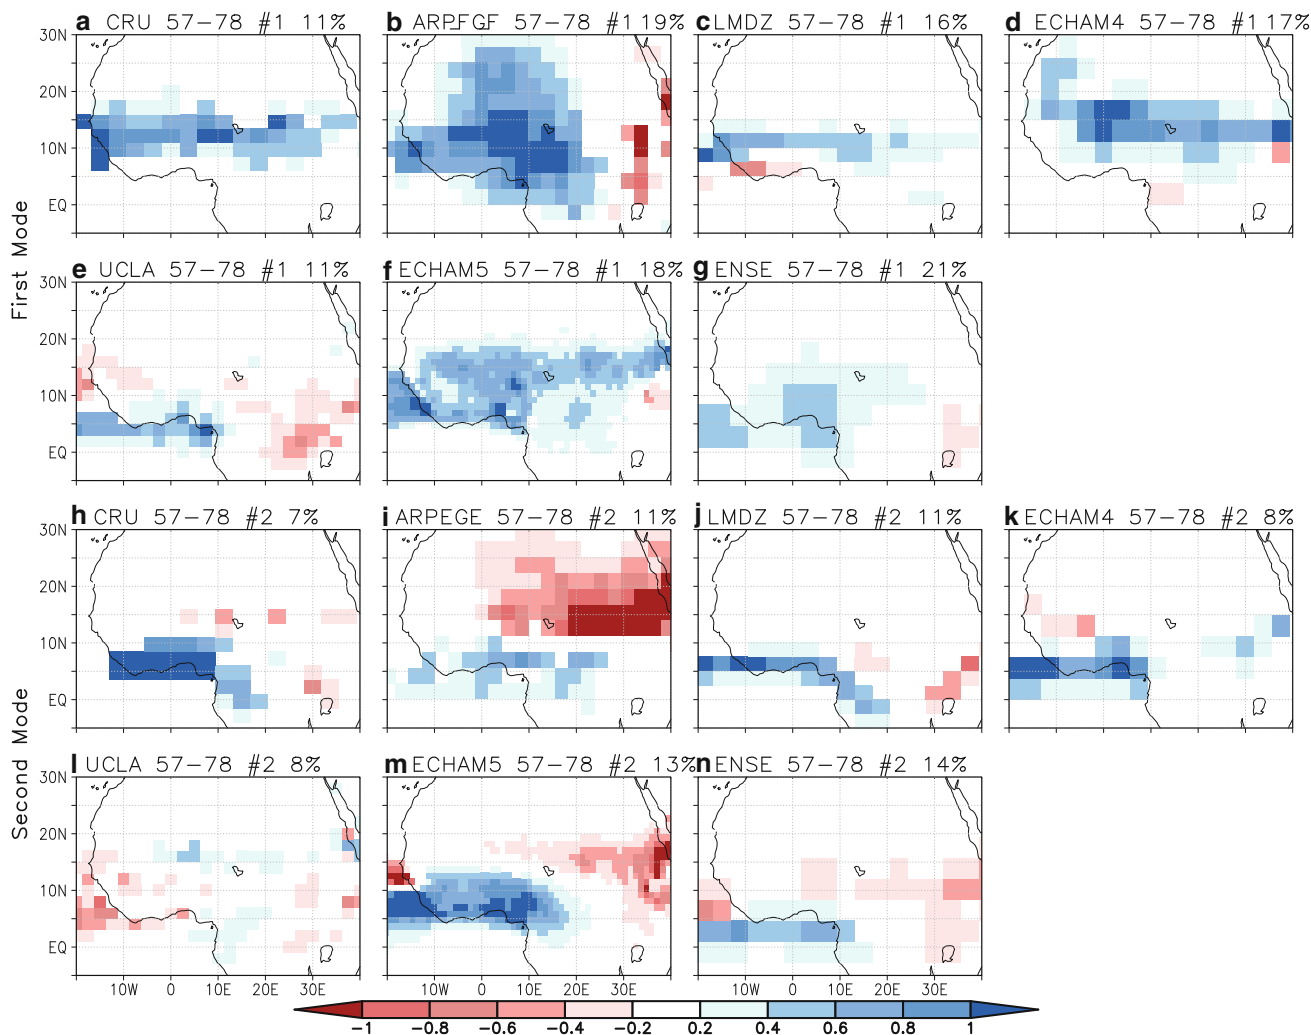 a CRU 57-78 #1 11%
b ARPEGE 57-78 #1 19%
c LMDZ 57-78 #1 16%
d ECHAM4 57-78 #1 17%
30N
20N
10N
EQ
First Mode
e UCLA 57-78 #1 11%
f ECHAM5 57-78 #1 18%
g ENSE 57-78 #1 21%
30N
20N
10N
EQ
h CRU 57-78 #2 7%
i ARPEGE 57-78 #2 11%
j LMDZ 57-78 #2 11%
k ECHAM4 57-78 #2 8%
30N
20N
10N
EQ
Second Mode
l UCLA 57-78 #2 8%
m ECHAM5 57-78 #2 13%
n ENSE 57-78 #2 14%
30N
20N
10N
EQ
10W 0 10E 20E 30E
10W 0 10E 20E 30E
10W 0 10E 20E 30E
-1 -0.8 -0.6 -0.4 -0.2 0.2 0.4 0.6 0.8 1